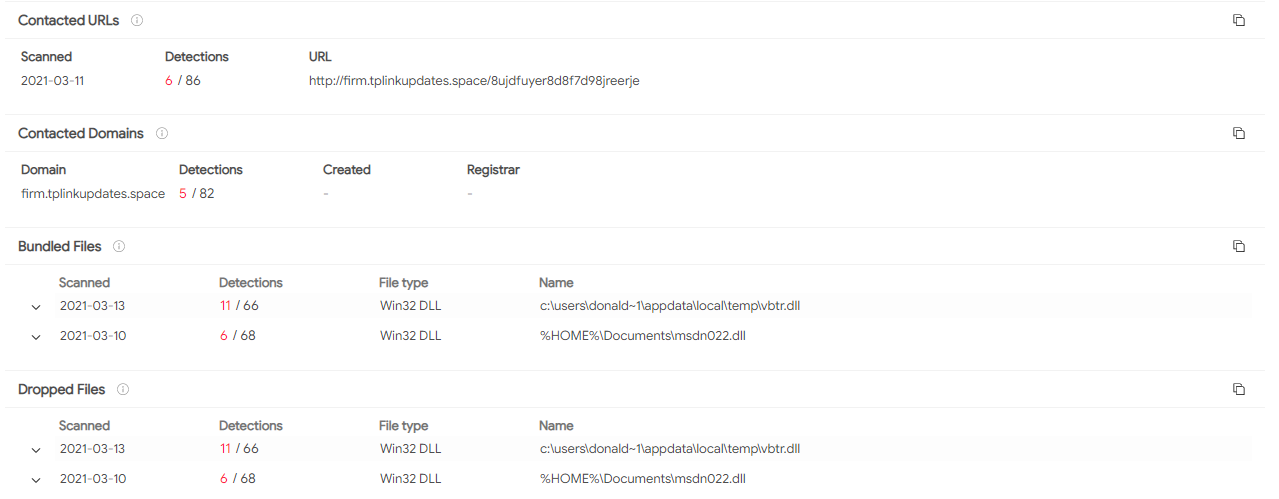 Contacted URLs
Scanned Detections URL
2021-03-11 6 / 86 http://firm.tplinkupdates.space/8ujdfuyer8d8f7d98jreerje
Contacted Domains
Domain Detections Created Registrar
firm.tplinkupdates.space 5 / 82 - -
Bundled Files
Scanned Detections File type Name
2021-03-13 11 / 66 Win32 DLL c:\users\donald~1\appdata\local\temp\vbtr.dll
2021-03-10 6 / 68 Win32 DLL %HOME%\Documents\msdn022.dll
Dropped Files
Scanned Detections File type Name
2021-03-13 11 / 66 Win32 DLL c:\users\donald~1\appdata\local\temp\vbtr.dll
2021-03-10 6 / 68 Win32 DLL %HOME%\Documents\msdn022.dll